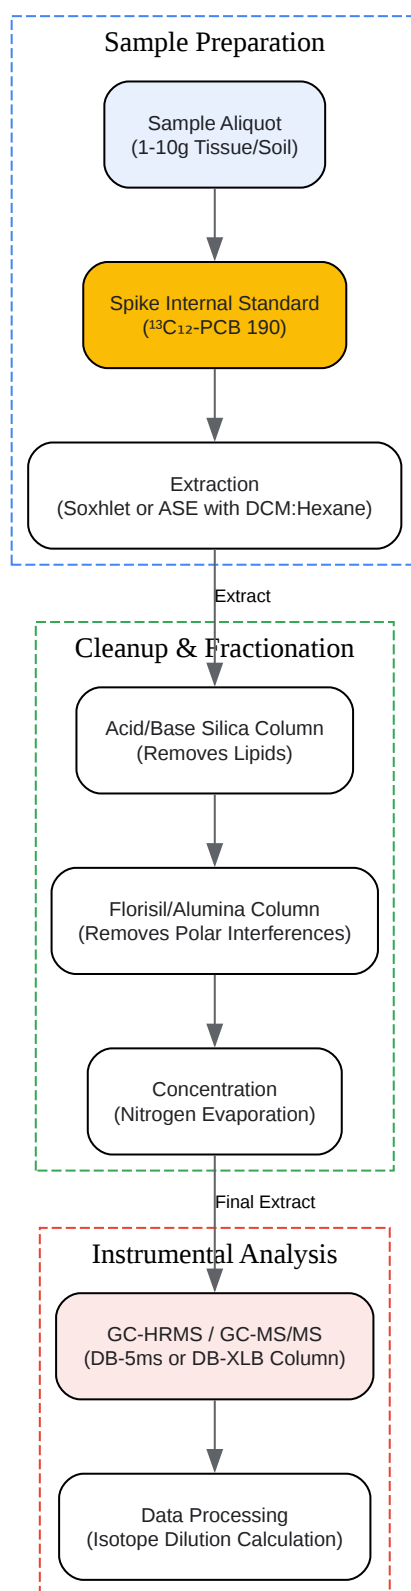 Sample Preparation
Sample Aliquot
(1-10g Tissue/Soil)
Spike Internal Standard
(¹³C₁₂-PCB 190)
Extraction
(Soxhlet or ASE with DCM:Hexane)
Extract
Cleanup & Fractionation
Acid/Base Silica Column
(Removes Lipids)
Florisil/Alumina Column
(Removes Polar Interferences)
Concentration
(Nitrogen Evaporation)
Final Extract
Instrumental Analysis
GC-HRMS / GC-MS/MS
(DB-5ms or DB-XLB Column)
Data Processing
(Isotope Dilution Calculation)